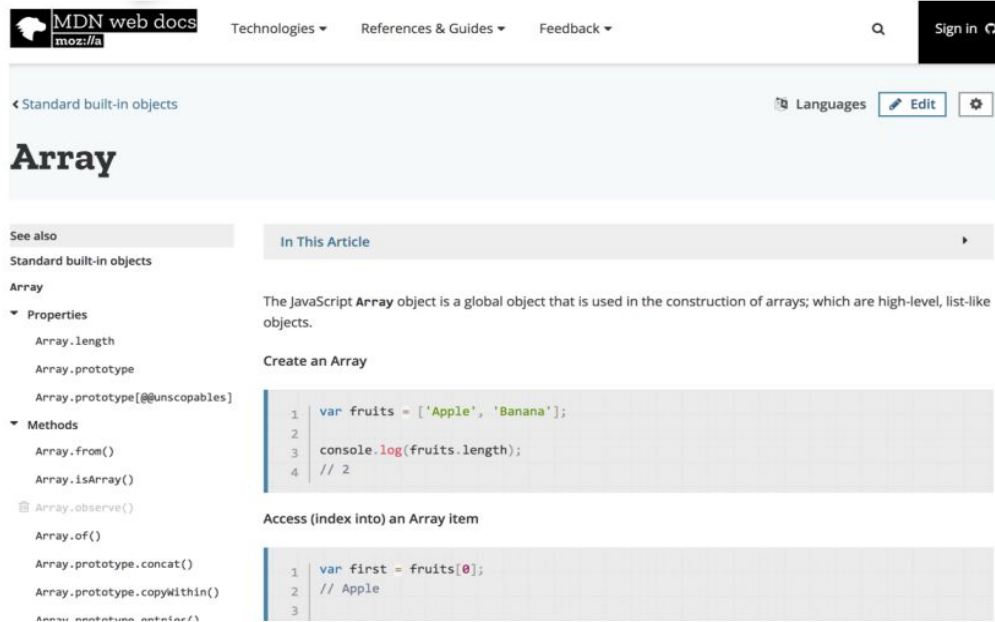 MDN web docs
moz://a
Technologies ▾
References & Guides ▾
Feedback ▾
Sign in
Standard built-in objects
Languages
Edit
Array
See also
Standard built-in objects
Array
Properties
Array.length
Array.prototype
Array.prototype[@@unscopables]
Methods
Array.from()
Array.isArray()
Array.observe()
Array.of()
Array.prototype.concat()
Array.prototype.copyWithin()
Array.prototype.entries()
In This Article
The JavaScript Array object is a global object that is used in the construction of arrays; which are high-level, list-like
objects.
Create an Array
1 var fruits = ['Apple', 'Banana'];
2
3 console.log(fruits.length);
4 // 2
Access (index into) an Array item
1 var first = fruits[0];
2 // Apple
3